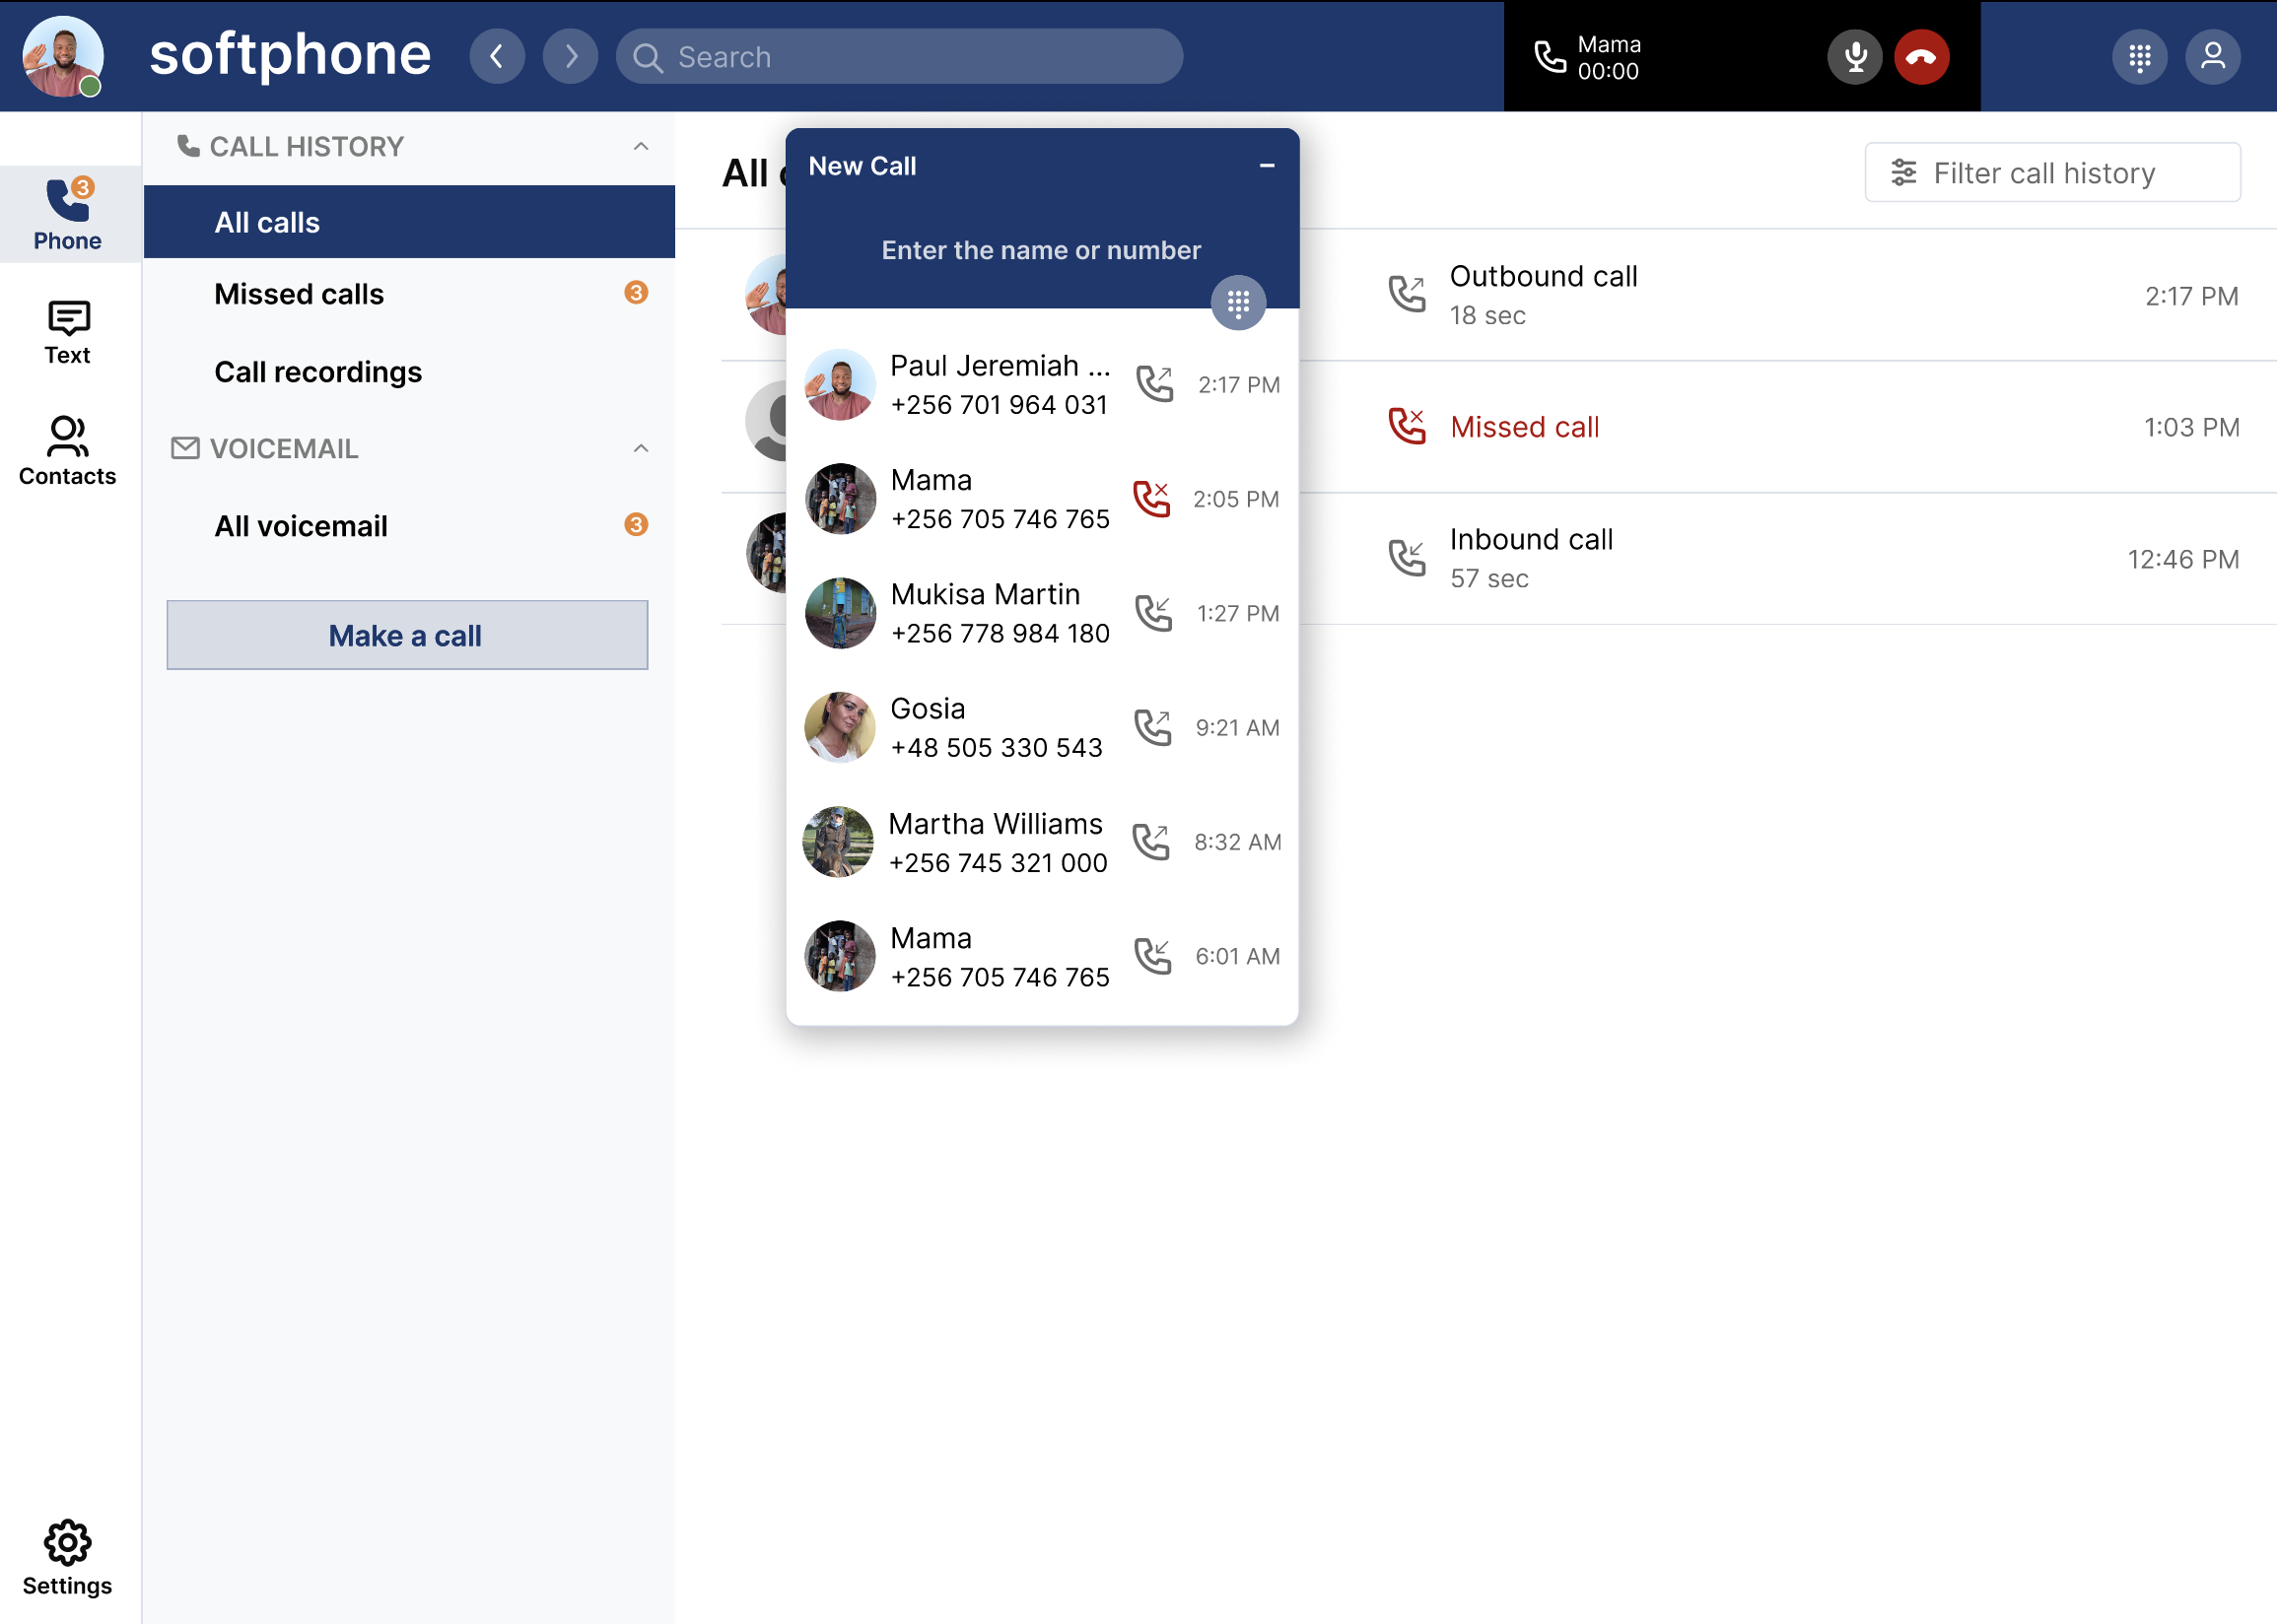 softphone
Search
Mama
00:00
CALL HISTORY
All calls
Missed calls
3
Call recordings
VOICEMAIL
All voicemail
3
Make a call
3
Phone
Text
Contacts
Settings
All
Filter call history
Outbound call
18 sec
2:17 PM
Missed call
1:03 PM
Inbound call
57 sec
12:46 PM
New Call
Enter the name or number
Paul Jeremiah ...
+256 701 964 031
2:17 PM
Mama
+256 705 746 765
2:05 PM
Mukisa Martin
+256 778 984 180
1:27 PM
Gosia
+48 505 330 543
9:21 AM
Martha Williams
+256 745 321 000
8:32 AM
Mama
+256 705 746 765
6:01 AM